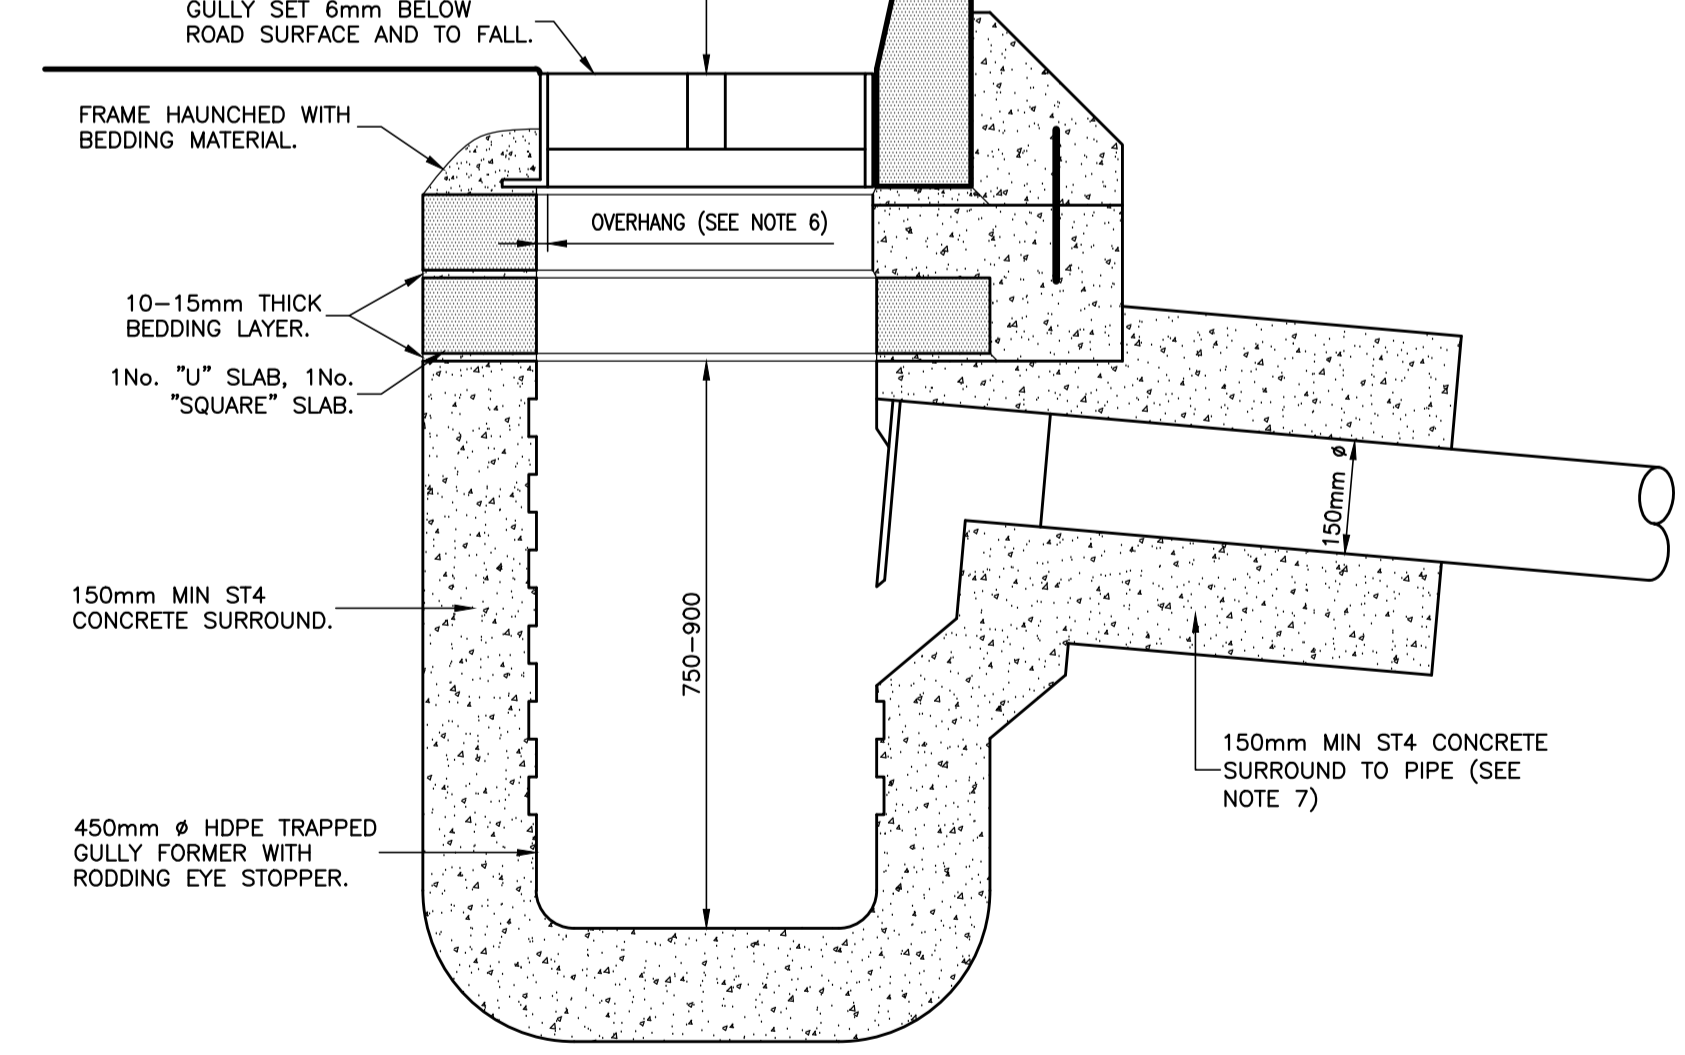 GULLY SET 6mm BELOW
ROAD SURFACE AND TO FALL.
FRAME HAUNCHED WITH
BEDDING MATERIAL.
OVERHANG (SEE NOTE 6)
10-15mm THICK
BEDDING LAYER.
1No. "U" SLAB, 1No.
"SQUARE" SLAB.
150mm ø
150mm MIN ST4
CONCRETE SURROUND.
750-900
150mm MIN ST4 CONCRETE
SURROUND TO PIPE (SEE
NOTE 7)
450mm ø HDPE TRAPPED
GULLY FORMER WITH
RODDING EYE STOPPER.